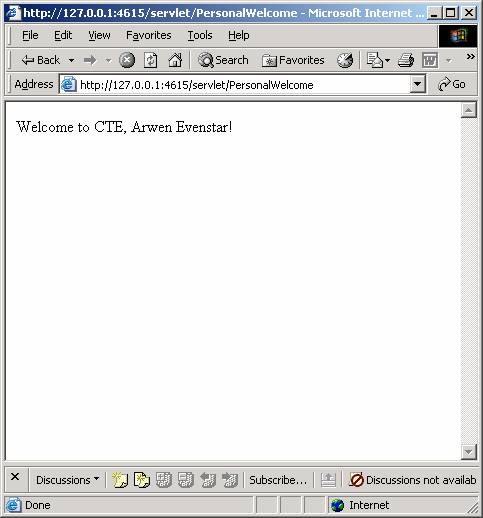 http://127.0.0.1:4615/servlet/PersonalWelcome - Microsoft Internet ...
File Edit View Favorites Tools Help
Back Search Favorites »
Address http://127.0.0.1:4615/servlet/PersonalWelcome Go
Welcome to CTE, Arwen Evenstar!
Discussions Subscribe... Discussions not availab
Done Internet